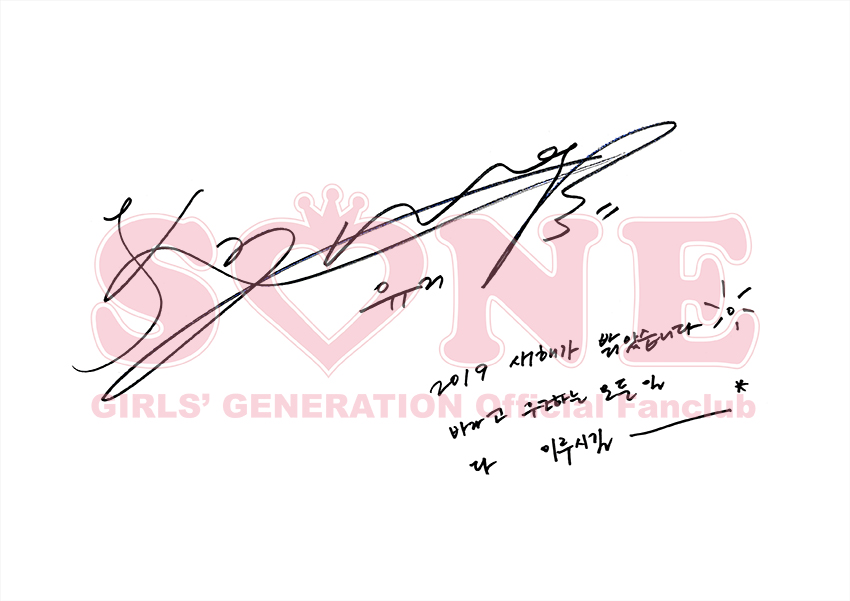 SONE
GIRLS' GENERATION Official Fanclub
유리
2019 새해가 밝았습니다
바라고 구하는 모든 일
다 이루시길